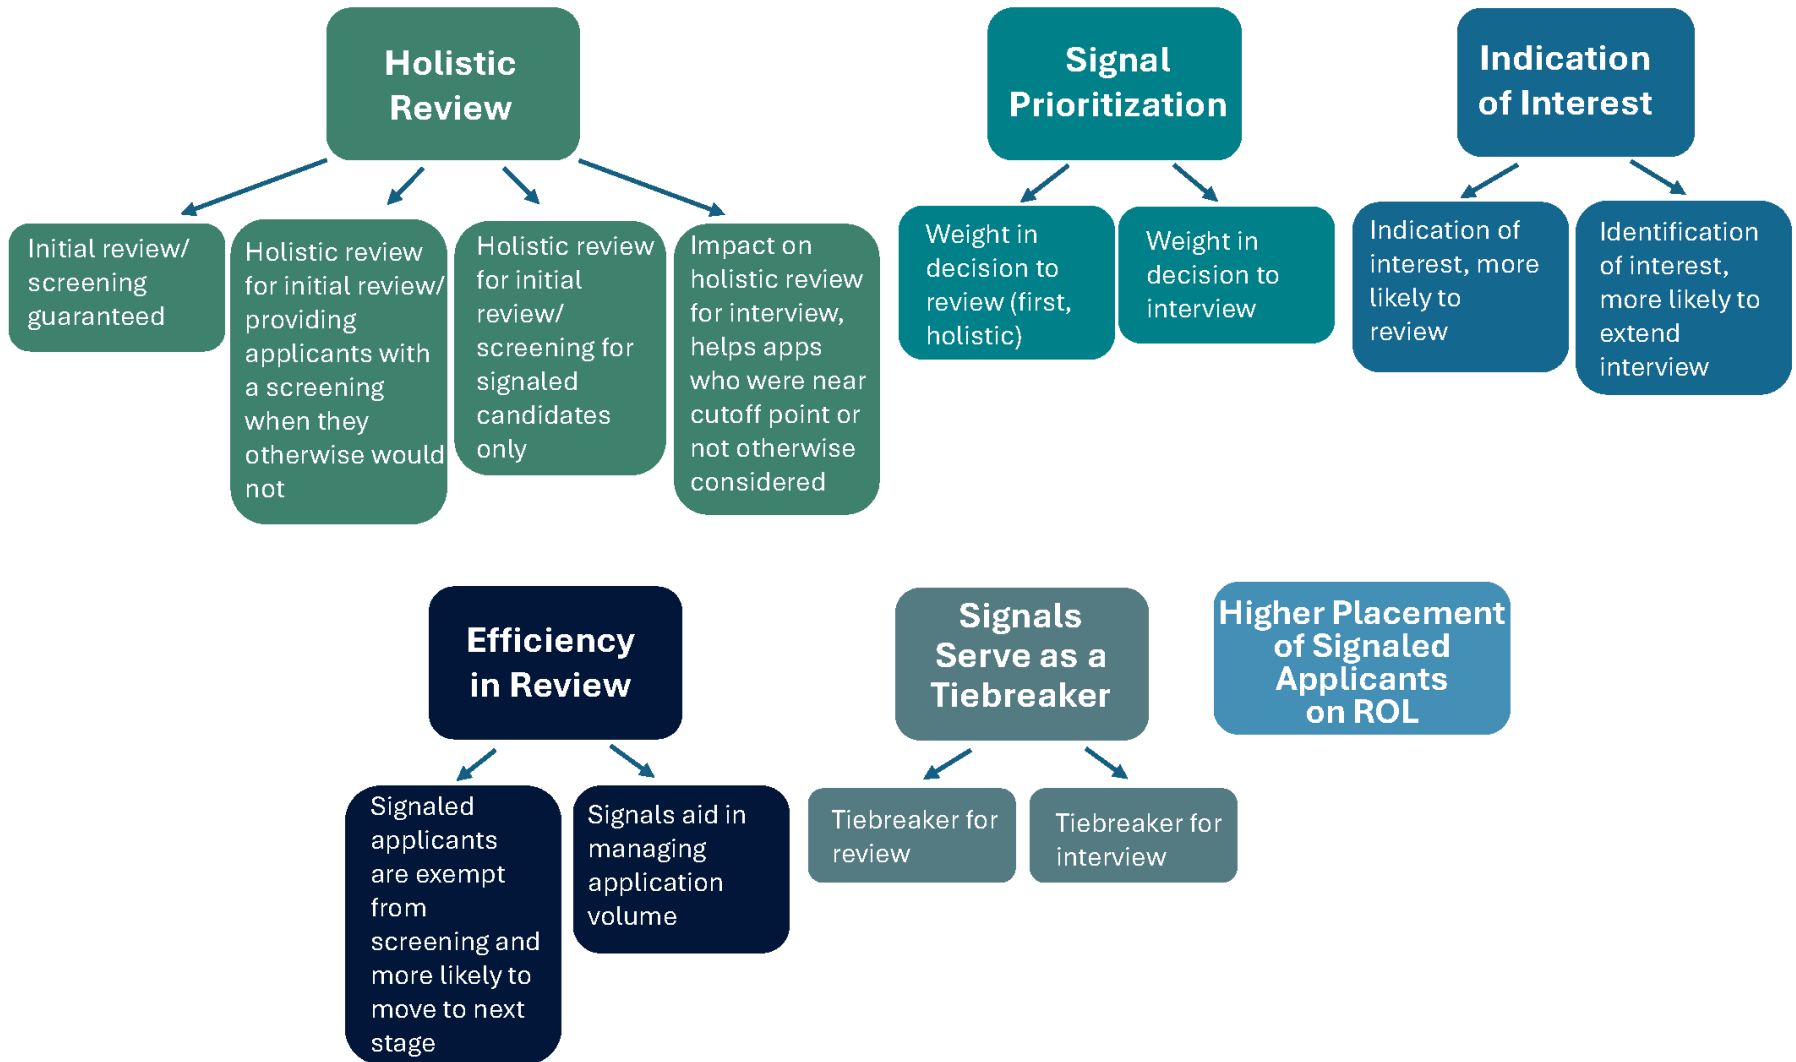 Holistic
Review
Signal
Prioritization
Indication
of Interest
Initial review/
screening
guaranteed
Holistic review
for initial review/
providing
applicants with
a screening
when they
otherwise would
not
Holistic review
for initial
review/
screening for
signaled
candidates
only
Impact on
holistic review
for interview,
helps apps
who were near
cutoff point or
not otherwise
considered
Weight in
decision to
review (first,
holistic)
Weight in
decision to
interview
Indication of
interest, more
likely to
review
Identification
of interest,
more likely to
extend
interview
Efficiency
in Review
Signals
Serve as a
Tiebreaker
Higher Placement
of Signaled
Applicants
on ROL
Signaled
applicants
are exempt
from
screening and
more likely to
move to next
stage
Signals aid in
managing
application
volume
Tiebreaker for
review
Tiebreaker for
interview